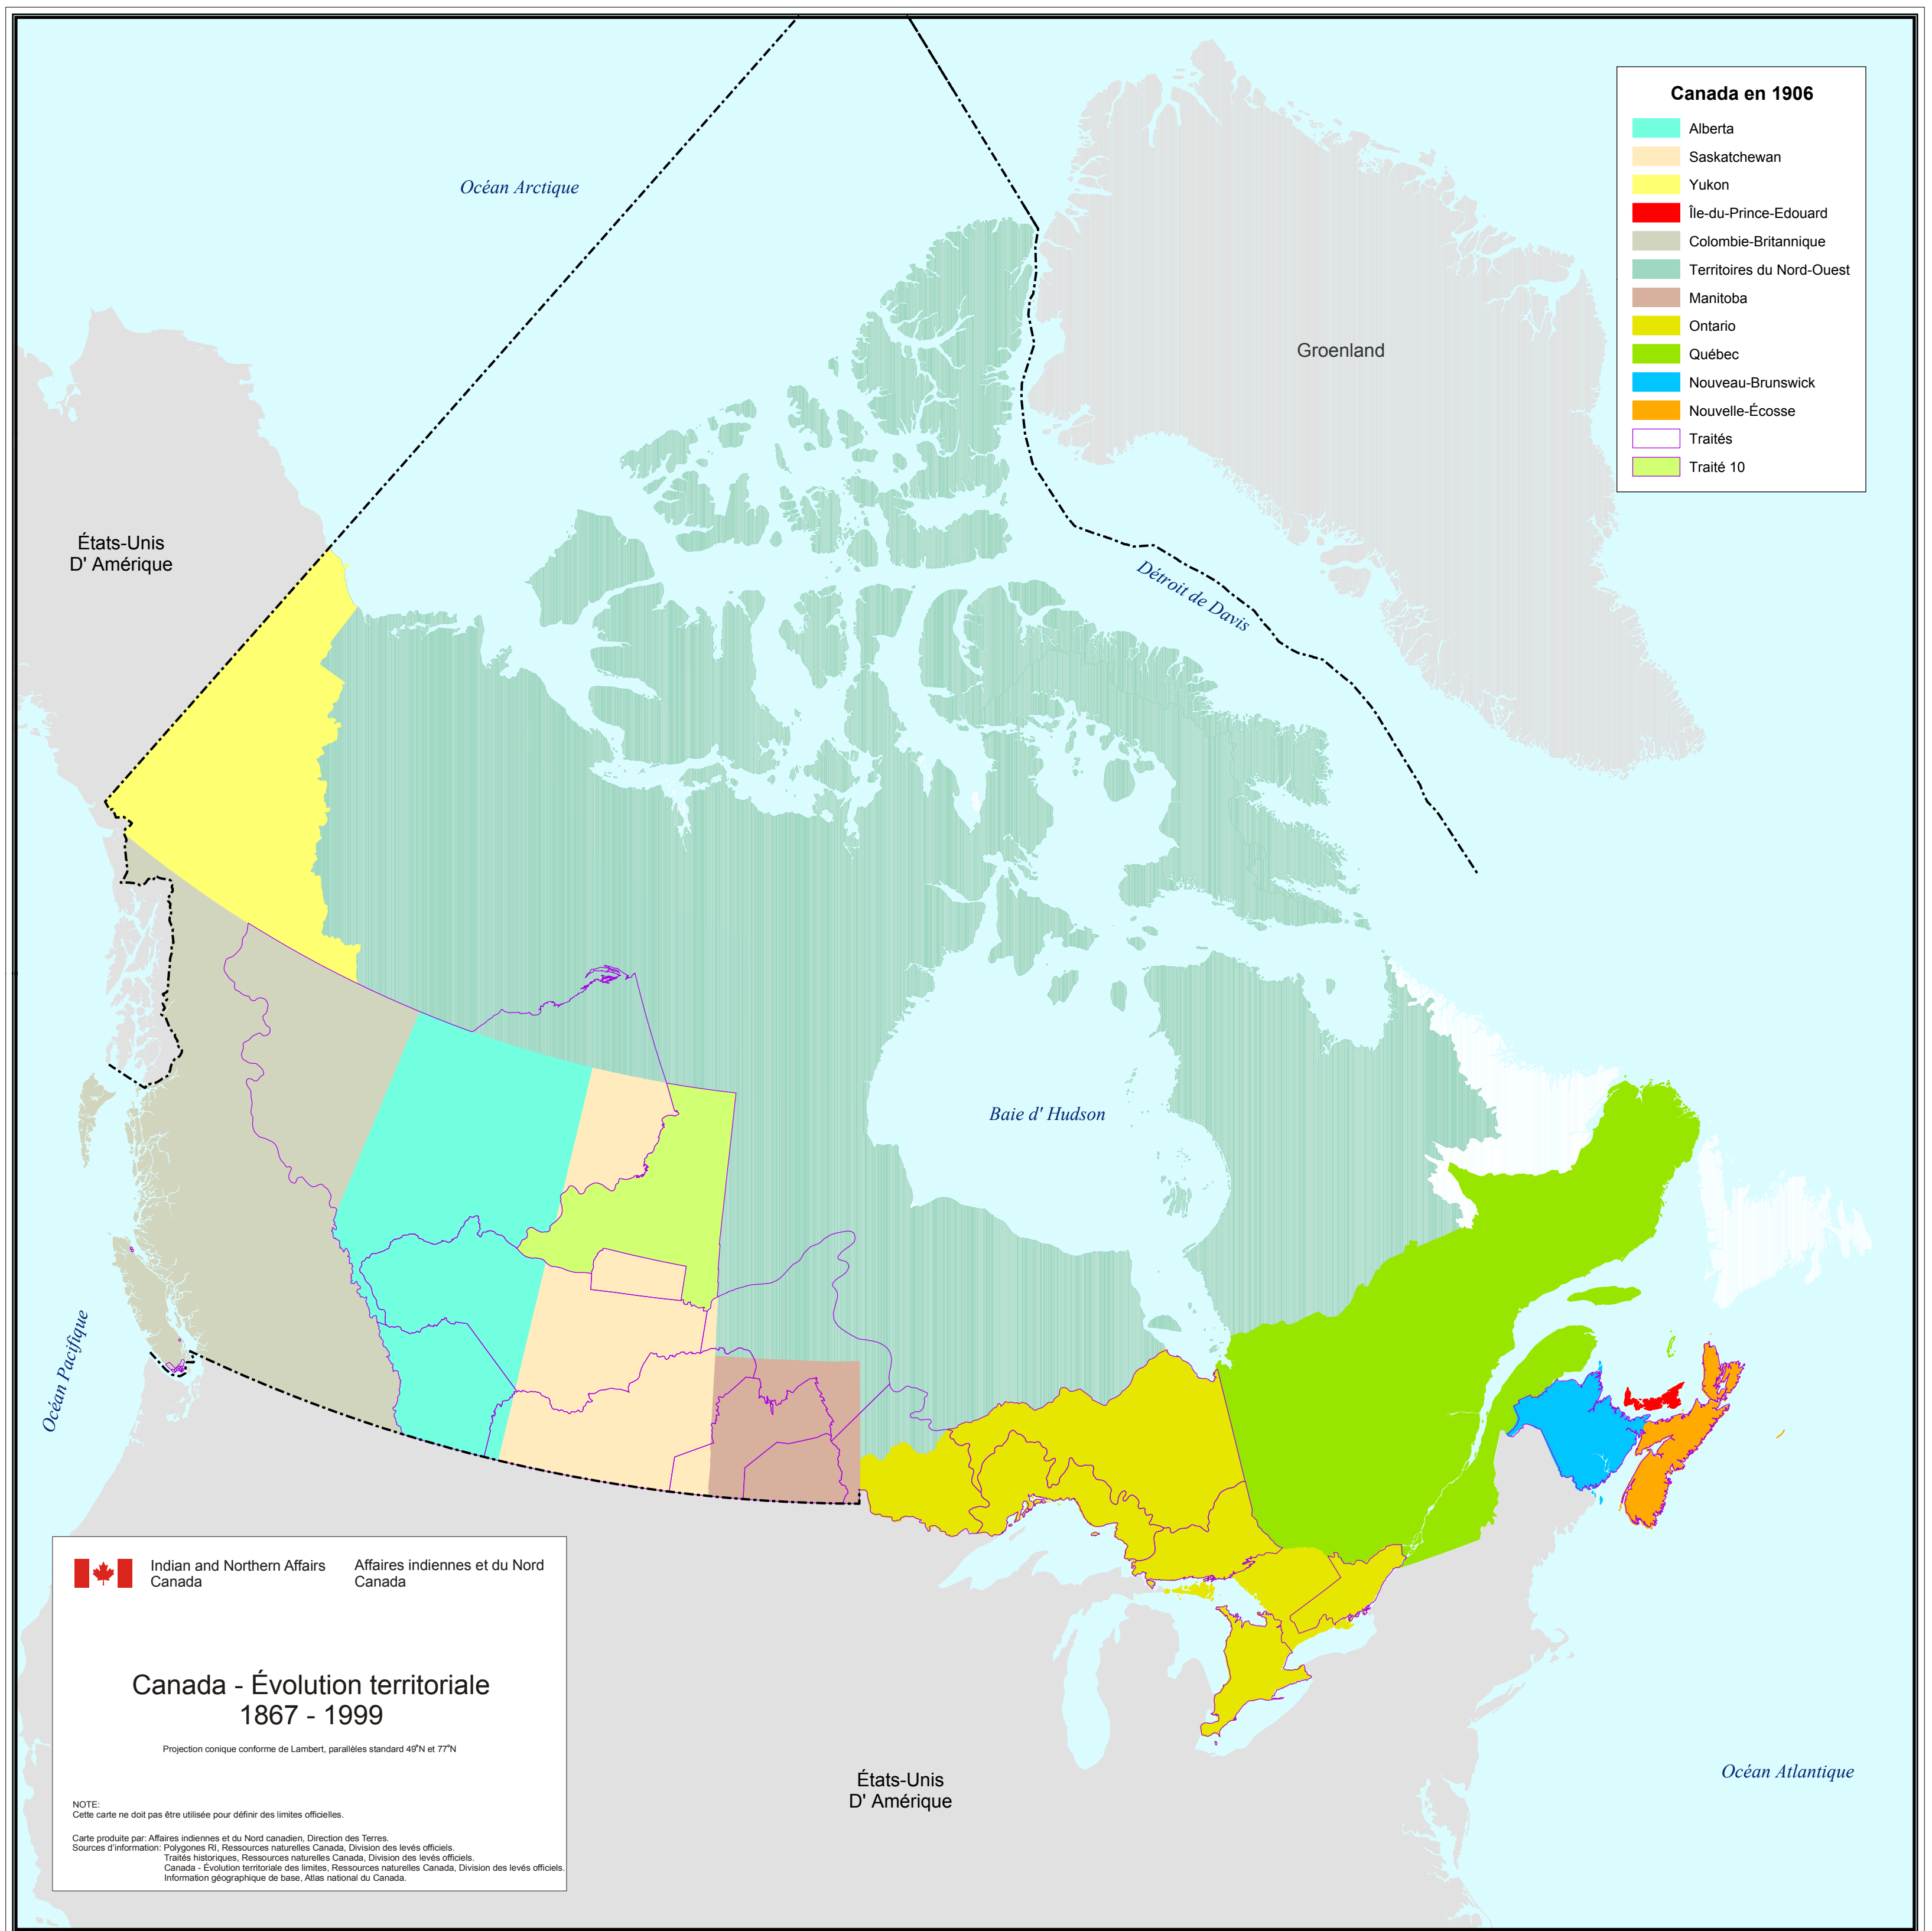 Canada en 1906
Alberta
Saskatchewan
Yukon
Île-du-Prince-Edouard
Colombie-Britannique
Territoires du Nord-Ouest
Manitoba
Ontario
Québec
Nouveau-Brunswick
Nouvelle-Écosse
Traités
Traité 10
Océan Arctique
Groenland
États-Unis
D' Amérique
Détroit de Davis
Baie d' Hudson
Océan Pacifique
Indian and Northern Affairs
Canada
Affaires indiennes et du Nord
Canada
Canada - Évolution territoriale
1867 - 1999
Projection conique conforme de Lambert, parallèles standard 49°N et 77°N
NOTE:
Cette carte ne doit pas être utilisée pour définir des limites officielles.
Carte produite par: Affaires indiennes et du Nord canadien, Direction des Terres.
Sources d'information: Polygones RI, Ressources naturelles Canada, Division des levés officiels.
Traités historiques, Ressources naturelles Canada, Division des levés officiels.
Canada - Évolution territoriale des limites, Ressources naturelles Canada, Division des levés officiels.
Information géographique de base, Atlas national du Canada.
États-Unis
D' Amérique
Océan Atlantique